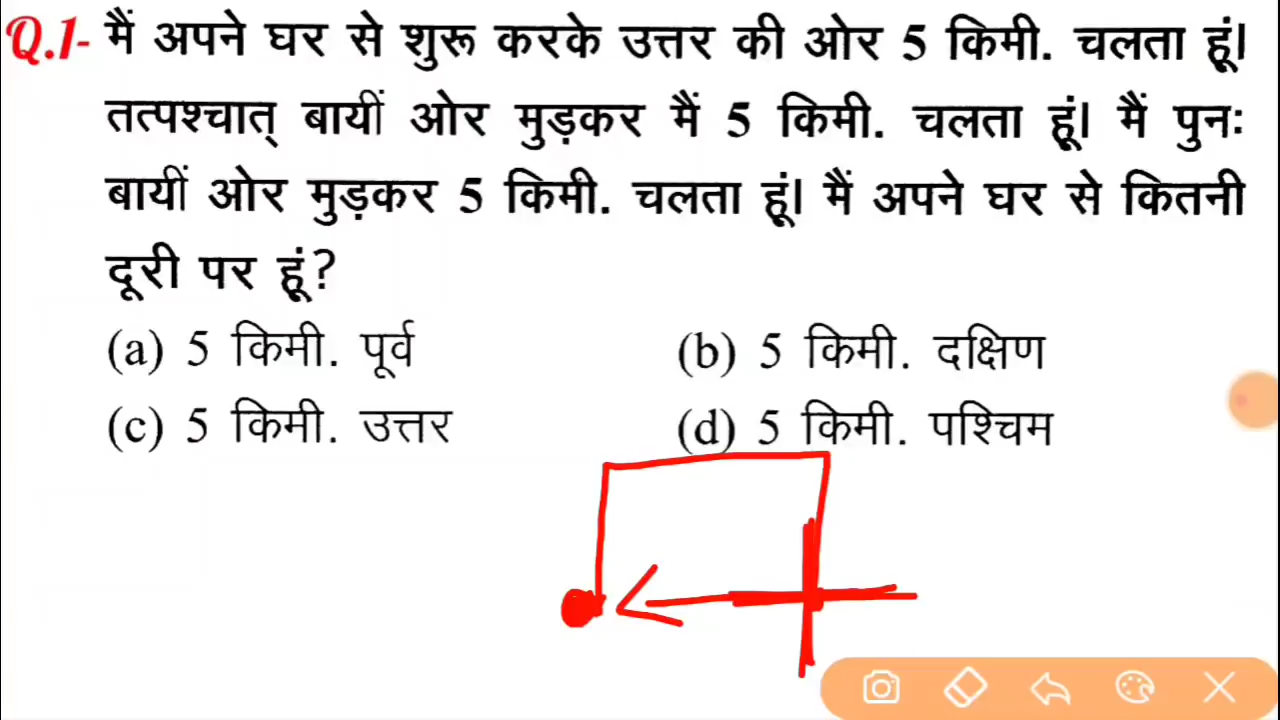 Q.1- मैं अपने घर से शुरू करके उत्तर की ओर 5 किमी. चलता हूं।
तत्पश्चात् बायीं ओर मुड़कर मैं 5 किमी. चलता हूं। मैं पुनः
बायीं ओर मुड़कर 5 किमी. चलता हूं। मैं अपने घर से कितनी
दूरी पर हूं?
(a) 5 किमी. पूर्व (b) 5 किमी. दक्षिण
(c) 5 किमी. उत्तर (d) 5 किमी. पश्चिम